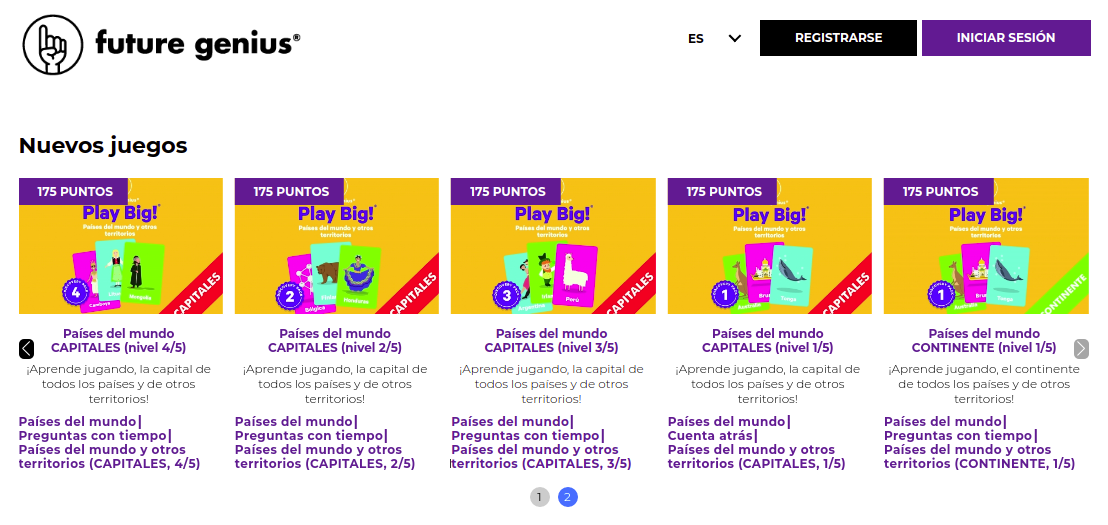 future genius®
ES
REGISTRARSE
INICIAR SESIÓN
Nuevos juegos
175 PUNTOS
Play Big!
Países del mundo y otros
territorios
4
Mongolia
CAPITALES
Países del mundo
CAPITALES (nivel 4/5)
¡Aprende jugando, la capital de
todos los países y de otros
territorios!
Países del mundo|
Preguntas con tiempo|
Países del mundo y otros
territorios (CAPITALES, 4/5)
175 PUNTOS
Play Big!
Países del mundo y otros
territorios
2
Bélgica
Honduras
CAPITALES
Países del mundo
CAPITALES (nivel 2/5)
¡Aprende jugando, la capital de
todos los países y de otros
territorios!
Países del mundo|
Preguntas con tiempo|
Países del mundo y otros
territorios (CAPITALES, 2/5)
175 PUNTOS
Play Big!
Países del mundo y otros
territorios
3
Perú
CAPITALES
Países del mundo
CAPITALES (nivel 3/5)
¡Aprende jugando, la capital de
todos los países y de otros
territorios!
Países del mundo|
Preguntas con tiempo|
Países del mundo y otros
territorios (CAPITALES, 3/5)
175 PUNTOS
Play Big!
Países del mundo y otros
territorios
1
Tonga
CAPITALES
Países del mundo
CAPITALES (nivel 1/5)
¡Aprende jugando, la capital de
todos los países y de otros
territorios!
Países del mundo|
Cuenta atrás|
Países del mundo y otros
territorios (CAPITALES, 1/5)
175 PUNTOS
Play Big!
Países del mundo y otros
territorios
1
Tonga
CONTINENTE
Países del mundo
CONTINENTE (nivel 1/5)
¡Aprende jugando, el continente
de todos los países y de otros
territorios!
Países del mundo|
Preguntas con tiempo|
Países del mundo y otros
territorios (CONTINENTE, 1/5)
1 2